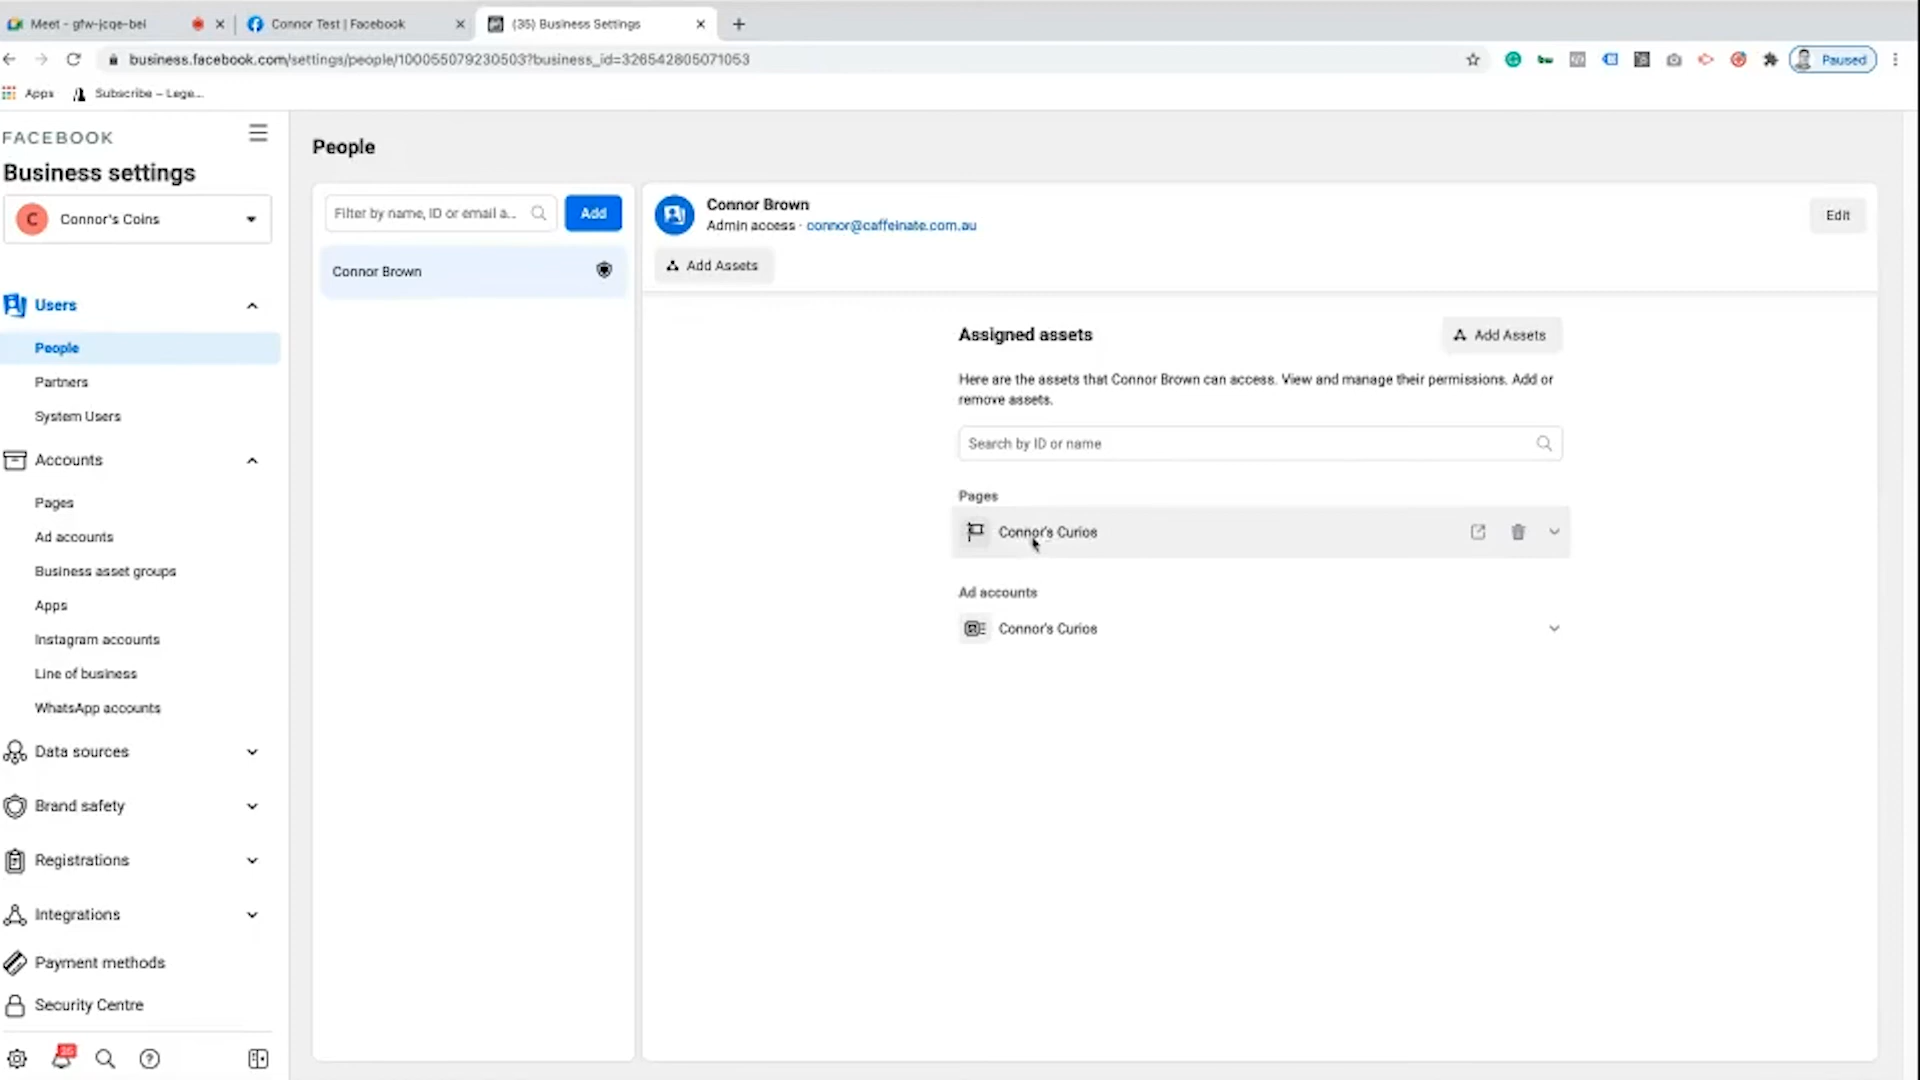 Meet - gfw-jcqe-bei
Connor Test | Facebook
(35) Business Settings
business.facebook.com/settings/people/100055079230503?business_id=326542805071053
Paused
Apps
Subscribe – Lege...
FACEBOOK
Business settings
C
Connor's Coins
Users
People
Partners
System Users
Accounts
Pages
Ad accounts
Business asset groups
Apps
Instagram accounts
Line of business
WhatsApp accounts
Data sources
Brand safety
Registrations
Integrations
Payment methods
Security Centre
People
Filter by name, ID or email a...
Add
Connor Brown
Connor Brown
Admin access · connor@caffeinate.com.au
Edit
Add Assets
Assigned assets
Add Assets
Here are the assets that Connor Brown can access. View and manage their permissions. Add or
remove assets.
Search by ID or name
Pages
Connor's Curios
Ad accounts
Connor's Curios